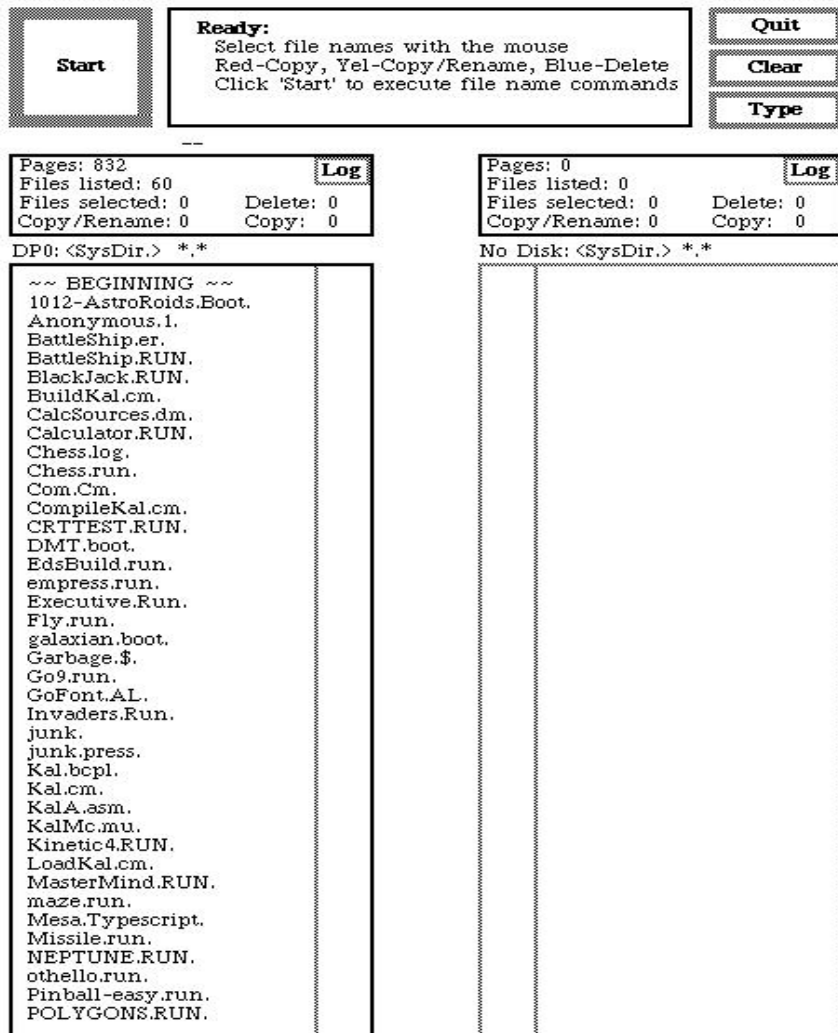 Start
Ready:
Select file names with the mouse
Red-Copy, Yel-Copy/Rename, Blue-Delete
Click 'Start' to execute file name commands
Quit
Clear
Type
--
Pages: 832
Log
Files listed: 60
Files selected: 0 Delete: 0
Copy/Rename: 0 Copy: 0
DP0: <SysDir.> *.*
~~ BEGINNING ~~
1012-AstroRoids.Boot.
Anonymous.1.
BattleShip.er.
BattleShip.RUN.
BlackJack.RUN.
BuildKal.cm.
CalcSources.dm.
Calculator.RUN.
Chess.log.
Chess.run.
Com.Cm.
CompileKal.cm.
CRTTEST.RUN.
DMT.boot.
EdsBuild.run.
empress.run.
Executive.Run.
Fly.run.
galaxian.boot.
Garbage.$.
Go9.run.
GoFont.AL.
Invaders.Run.
junk.
junk.press.
Kal.bcpl.
Kal.cm.
KalA.asm.
KalMc.mu.
Kinetic4.RUN.
LoadKal.cm.
MasterMind.RUN.
maze.run.
Mesa.Typescript.
Missile.run.
NEPTUNE.RUN.
othello.run.
Pinball-easy.run.
POLYGONS.RUN.
Pages: 0
Log
Files listed: 0
Files selected: 0 Delete: 0
Copy/Rename: 0 Copy: 0
No Disk: <SysDir.> *.*